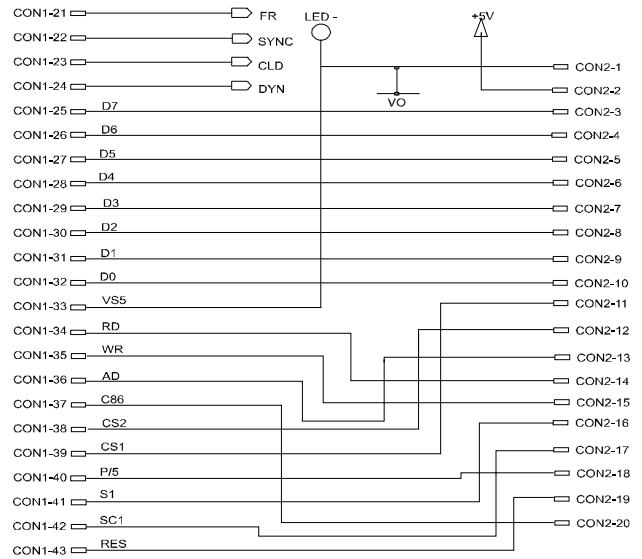 CON1-21 FR LED - +5V
CON1-22 SYNC
CON1-23 CLD CON2-1
CON1-24 DYN VO CON2-2
CON1-25 D7 CON2-3
CON1-26 D6 CON2-4
CON1-27 D5 CON2-5
CON1-28 D4 CON2-6
CON1-29 D3 CON2-7
CON1-30 D2 CON2-8
CON1-31 D1 CON2-9
CON1-32 D0 CON2-10
CON1-33 VS5 CON2-11
CON1-34 RD CON2-12
CON1-35 WR CON2-13
CON1-36 AD CON2-14
CON1-37 C86 CON2-15
CON1-38 CS2 CON2-16
CON1-39 CS1 CON2-17
CON1-40 P/5 CON2-18
CON1-41 S1 CON2-19
CON1-42 SC1 CON2-20
CON1-43 RES